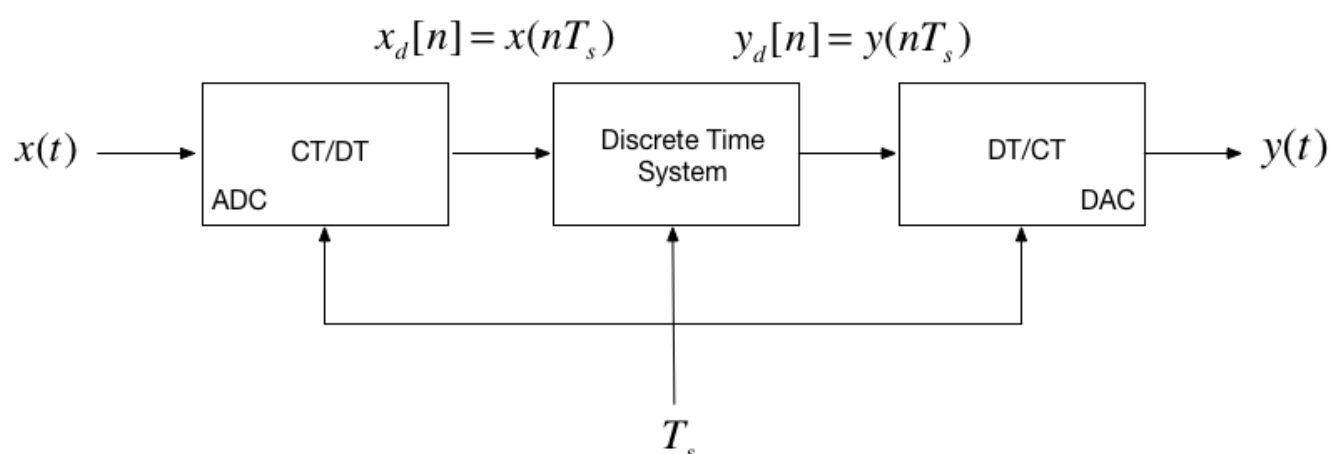 x_d[n] = x(nT_s)
y_d[n] = y(nT_s)
x(t)
CT/DT
ADC
Discrete Time
System
DT/CT
DAC
y(t)
T_s